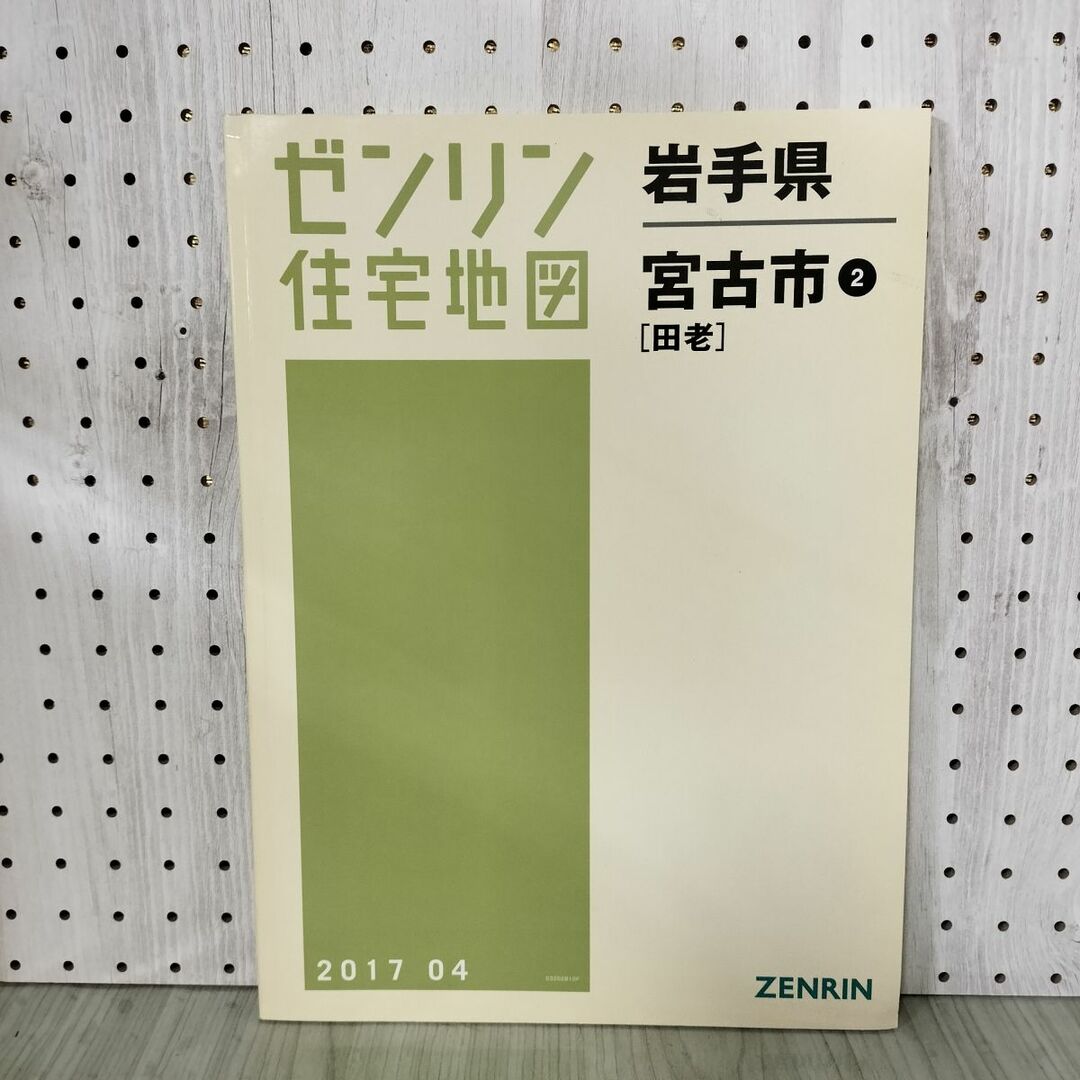 ゼンリン
住宅地図
岩手県
宮古市❷
[田老]
2017 04
ZENRIN